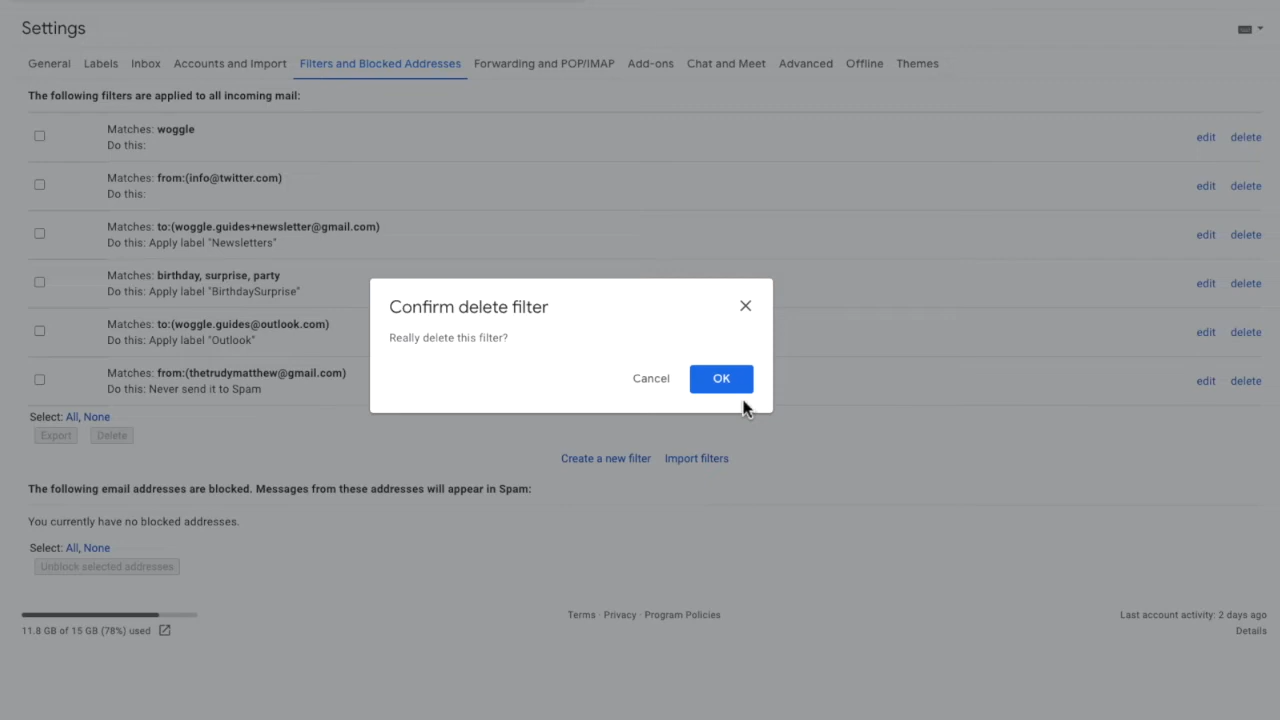 Settings
General Labels Inbox Accounts and Import Filters and Blocked Addresses Forwarding and POP/IMAP Add-ons Chat and Meet Advanced Offline Themes
The following filters are applied to all incoming mail:
Matches: woggle
Do this:
edit delete
Matches: from:(info@twitter.com)
Do this:
edit delete
Matches: to:(woggle.guides+newsletter@gmail.com)
Do this: Apply label "Newsletters"
edit delete
Matches: birthday, surprise, party
Do this: Apply label "BirthdaySurprise"
edit delete
Matches: to:(woggle.guides@outlook.com)
Do this: Apply label "Outlook"
edit delete
Matches: from:(thetrudymatthew@gmail.com)
Do this: Never send it to Spam
edit delete
Confirm delete filter
Really delete this filter?
Cancel OK
Select: All, None
Export Delete
Create a new filter Import filters
The following email addresses are blocked. Messages from these addresses will appear in Spam:
You currently have no blocked addresses.
Select: All, None
Unblock selected addresses
11.8 GB of 15 GB (78%) used
Terms · Privacy · Program Policies
Last account activity: 2 days ago
Details